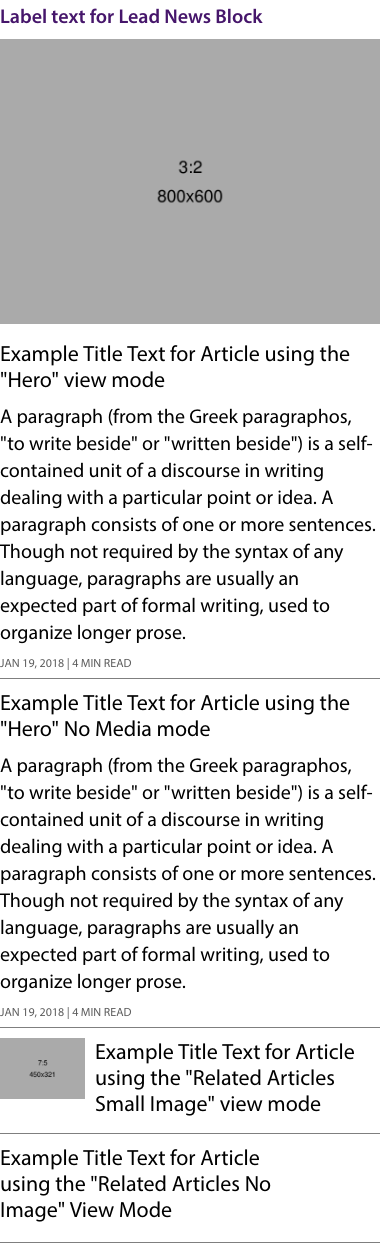 Label text for Lead News Block
3:2
800x600
Example Title Text for Article using the
"Hero" view mode
A paragraph (from the Greek paragraphos,
"to write beside" or "written beside") is a self-
contained unit of a discourse in writing
dealing with a particular point or idea. A
paragraph consists of one or more sentences.
Though not required by the syntax of any
language, paragraphs are usually an
expected part of formal writing, used to
organize longer prose.
JAN 19, 2018 | 4 MIN READ
Example Title Text for Article using the
"Hero" No Media mode
A paragraph (from the Greek paragraphos,
"to write beside" or "written beside") is a self-
contained unit of a discourse in writing
dealing with a particular point or idea. A
paragraph consists of one or more sentences.
Though not required by the syntax of any
language, paragraphs are usually an
expected part of formal writing, used to
organize longer prose.
JAN 19, 2018 | 4 MIN READ
7:5
450x321
Example Title Text for Article
using the "Related Articles
Small Image" view mode
Example Title Text for Article
using the "Related Articles No
Image" View Mode